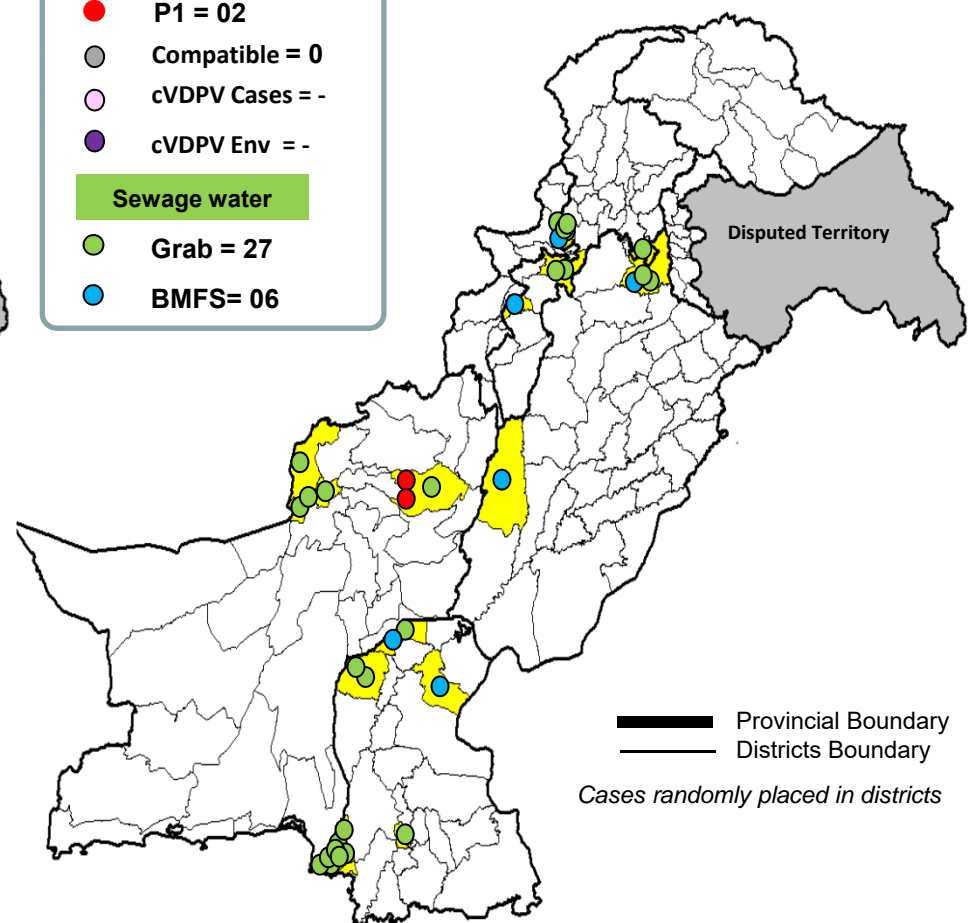 P1 = 02
Compatible = 0
cVDPV Cases = -
cVDPV Env = -
Sewage water
Grab = 27
BMFS= 06
Disputed Territory
Provincial Boundary
Districts Boundary
Cases randomly placed in districts